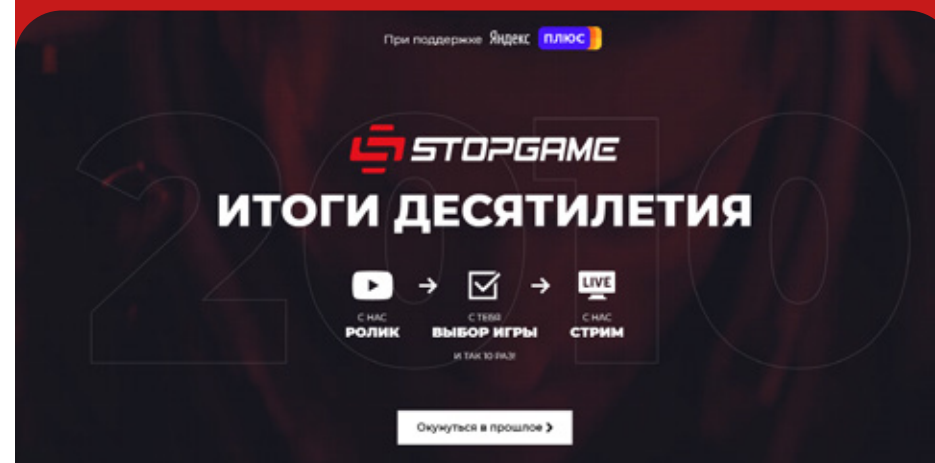 При поддержке Яндекс плюс
2010
STOPGAME
ИТОГИ ДЕСЯТИЛЕТИЯ
LIVE
С НАС С ТЕБЯ С НАС
РОЛИК ВЫБОР ИГРЫ СТРИМ
И ТАК 10 РАЗ!
Окунуться в прошлое